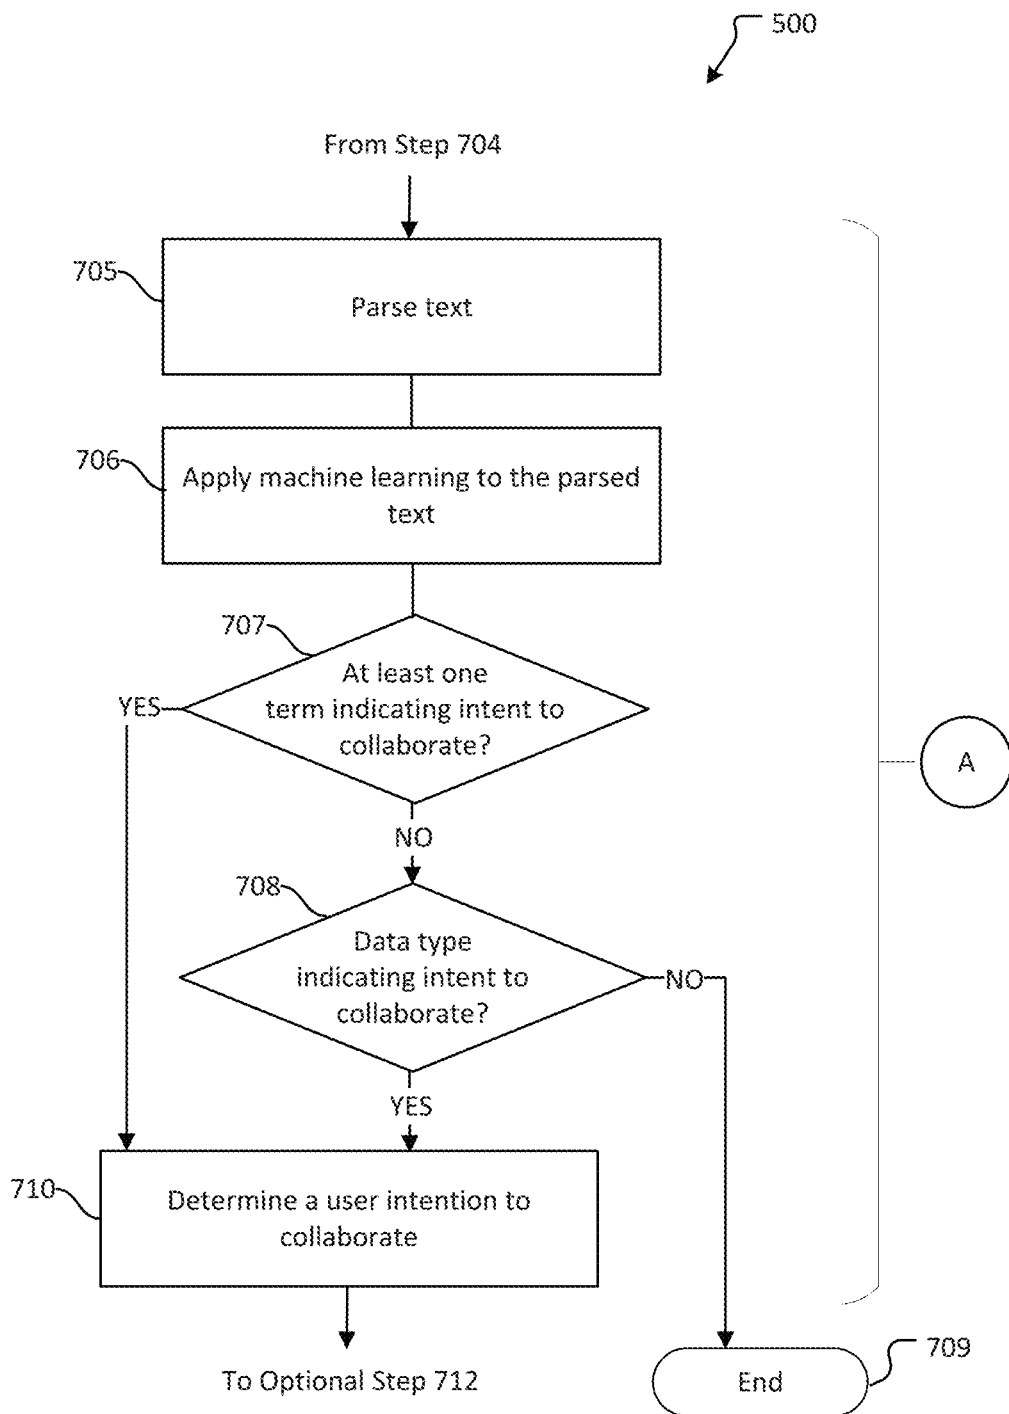 500
From Step 704
705
Parse text
706
Apply machine learning to the parsed
text
707
At least one
term indicating intent to
collaborate?
YES
A
NO
708
Data type
indicating intent to
collaborate?
NO
YES
710
Determine a user intention to
collaborate
709
To Optional Step 712
End